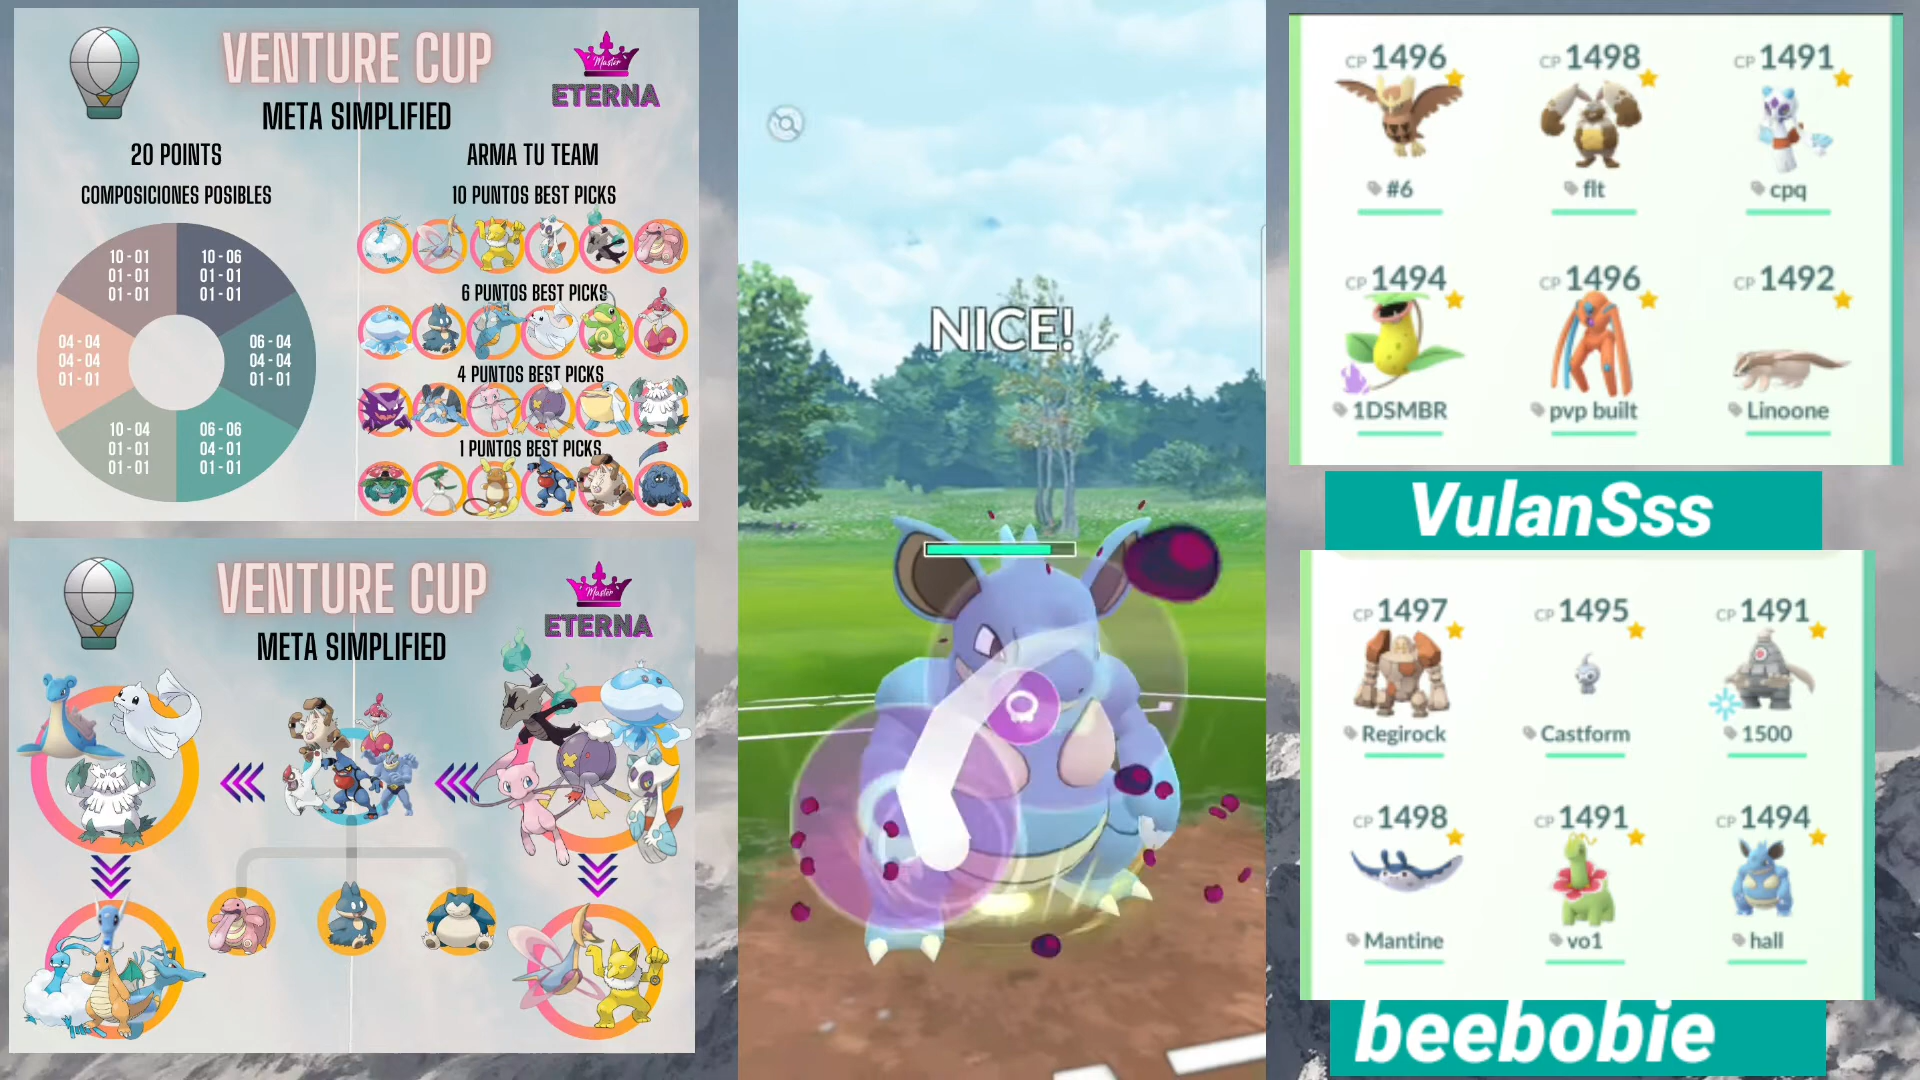 VENTURE CUP
META SIMPLIFIED
Master
ETERNA
20 POINTS
COMPOSICIONES POSIBLES
10 - 01
01 - 01
01 - 01
10 - 06
01 - 01
01 - 01
04 - 04
04 - 04
01 - 01
06 - 04
04 - 04
01 - 01
10 - 04
01 - 01
01 - 01
06 - 06
04 - 01
01 - 01
ARMA TU TEAM
10 PUNTOS BEST PICKS
6 PUNTOS BEST PICKS
4 PUNTOS BEST PICKS
1 PUNTOS BEST PICKS
VENTURE CUP
META SIMPLIFIED
Master
ETERNA
NICE!
CP 1496
CP 1498
CP 1491
#6
flt
cpq
CP 1494
CP 1496
CP 1492
1DSMBR
pvp built
Linoone
VulanSss
CP 1497
CP 1495
CP 1491
Regirock
Castform
1500
CP 1498
CP 1491
CP 1494
Mantine
vo1
hall
beebobie